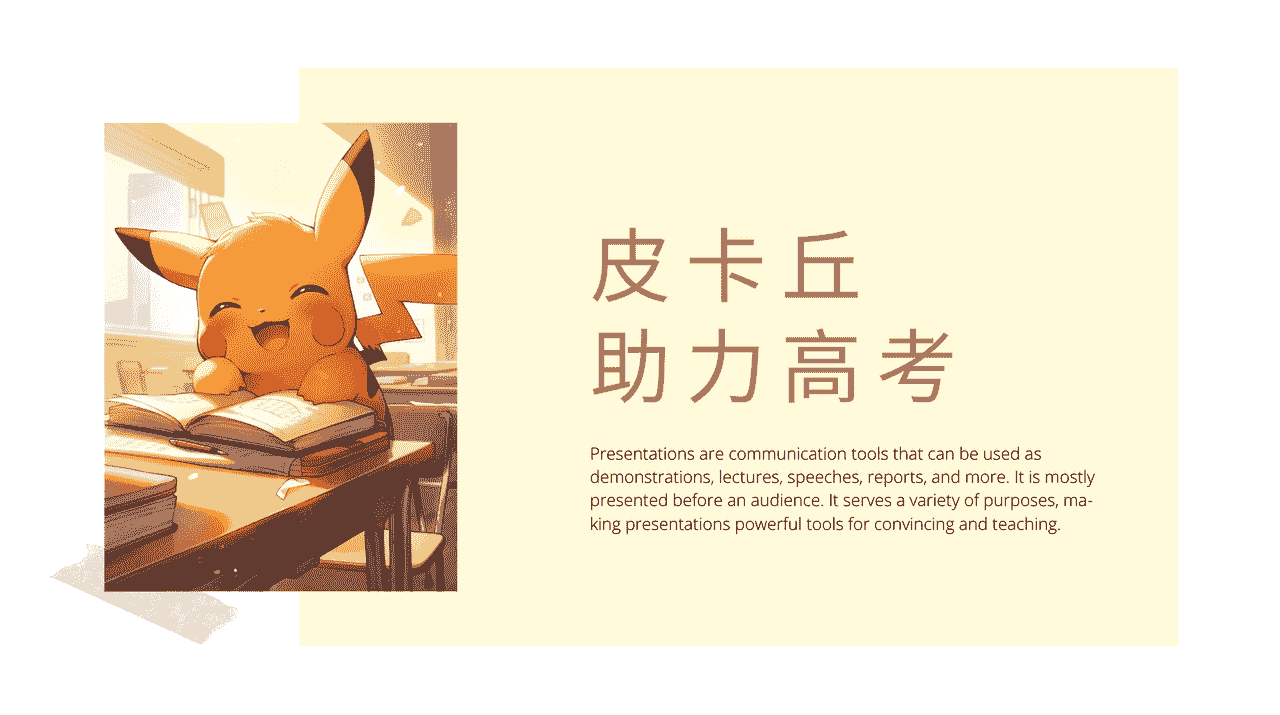 皮卡丘
助力高考
Presentations are communication tools that can be used as
demonstrations, lectures, speeches, reports, and more. It is mostly
presented before an audience. It serves a variety of purposes, ma-
king presentations powerful tools for convincing and teaching.